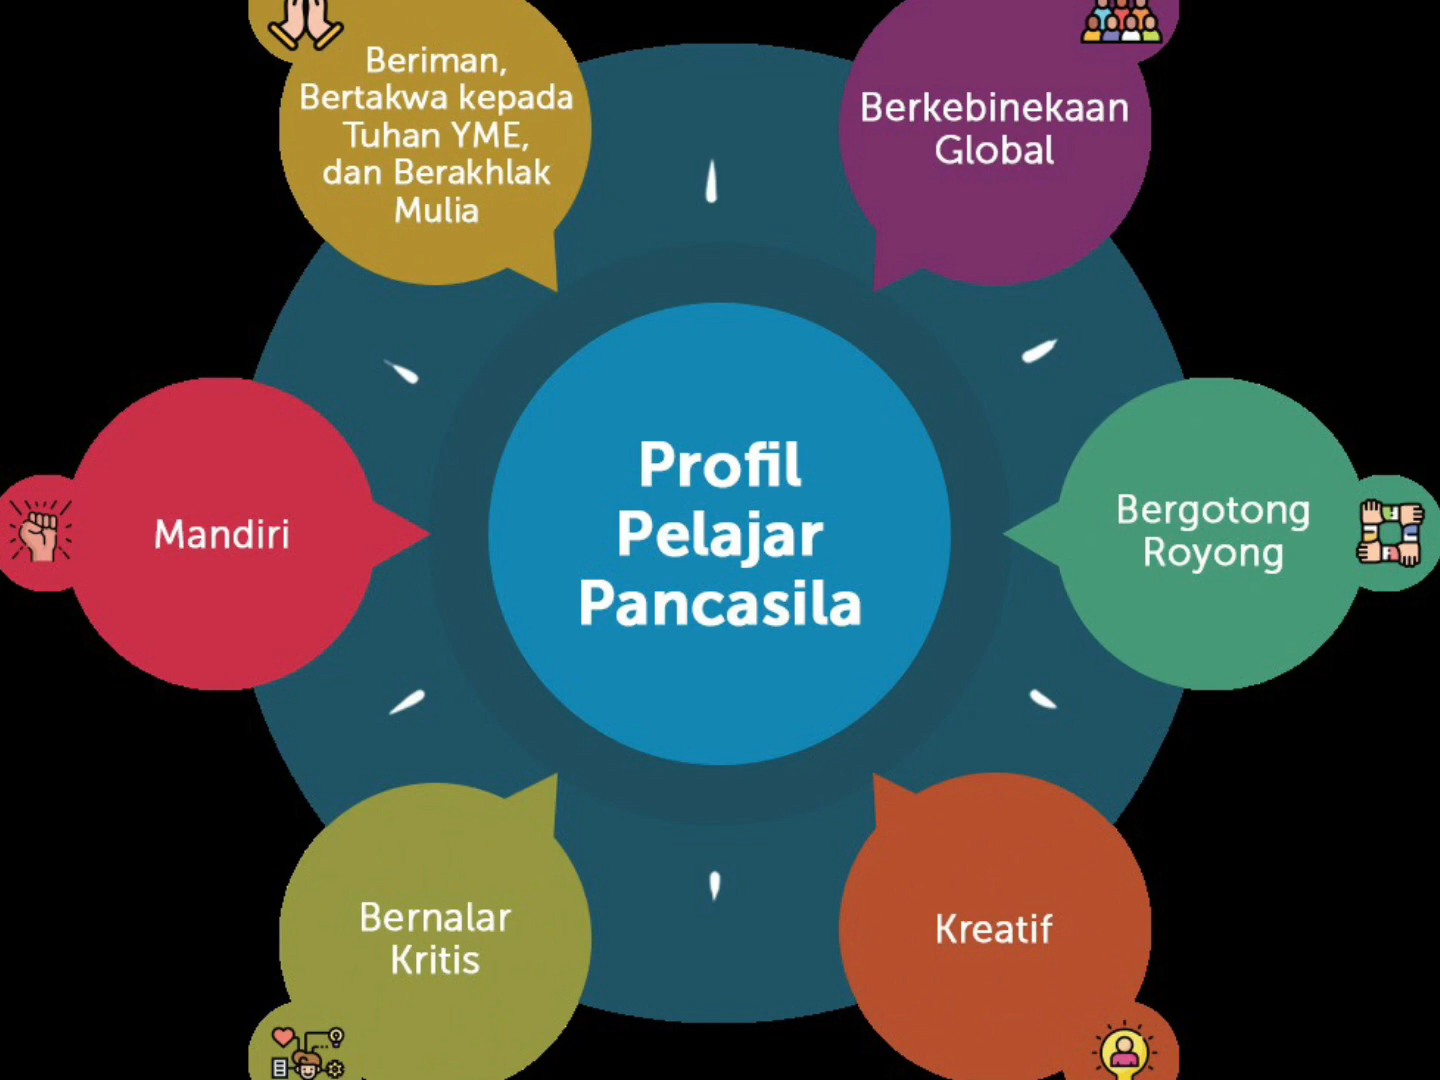 Beriman,
Bertakwa kepada
Tuhan YME,
dan Berakhlak
Mulia
Berkebinekaan
Global
Mandiri
Profil
Pelajar
Pancasila
Bergotong
Royong
Bernalar
Kritis
Kreatif